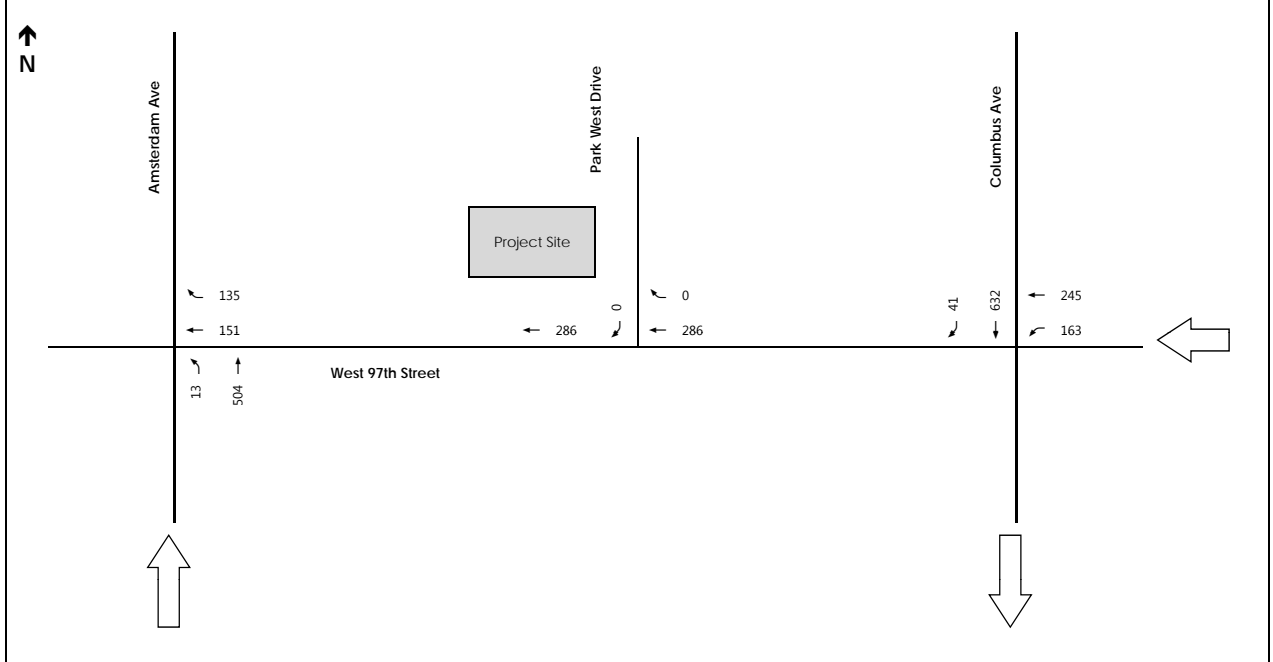 N
Amsterdam Ave
Park West Drive
Columbus Ave
Project Site
135
0
0
41
632
245
151
286
286
163
West 97th Street
13
504